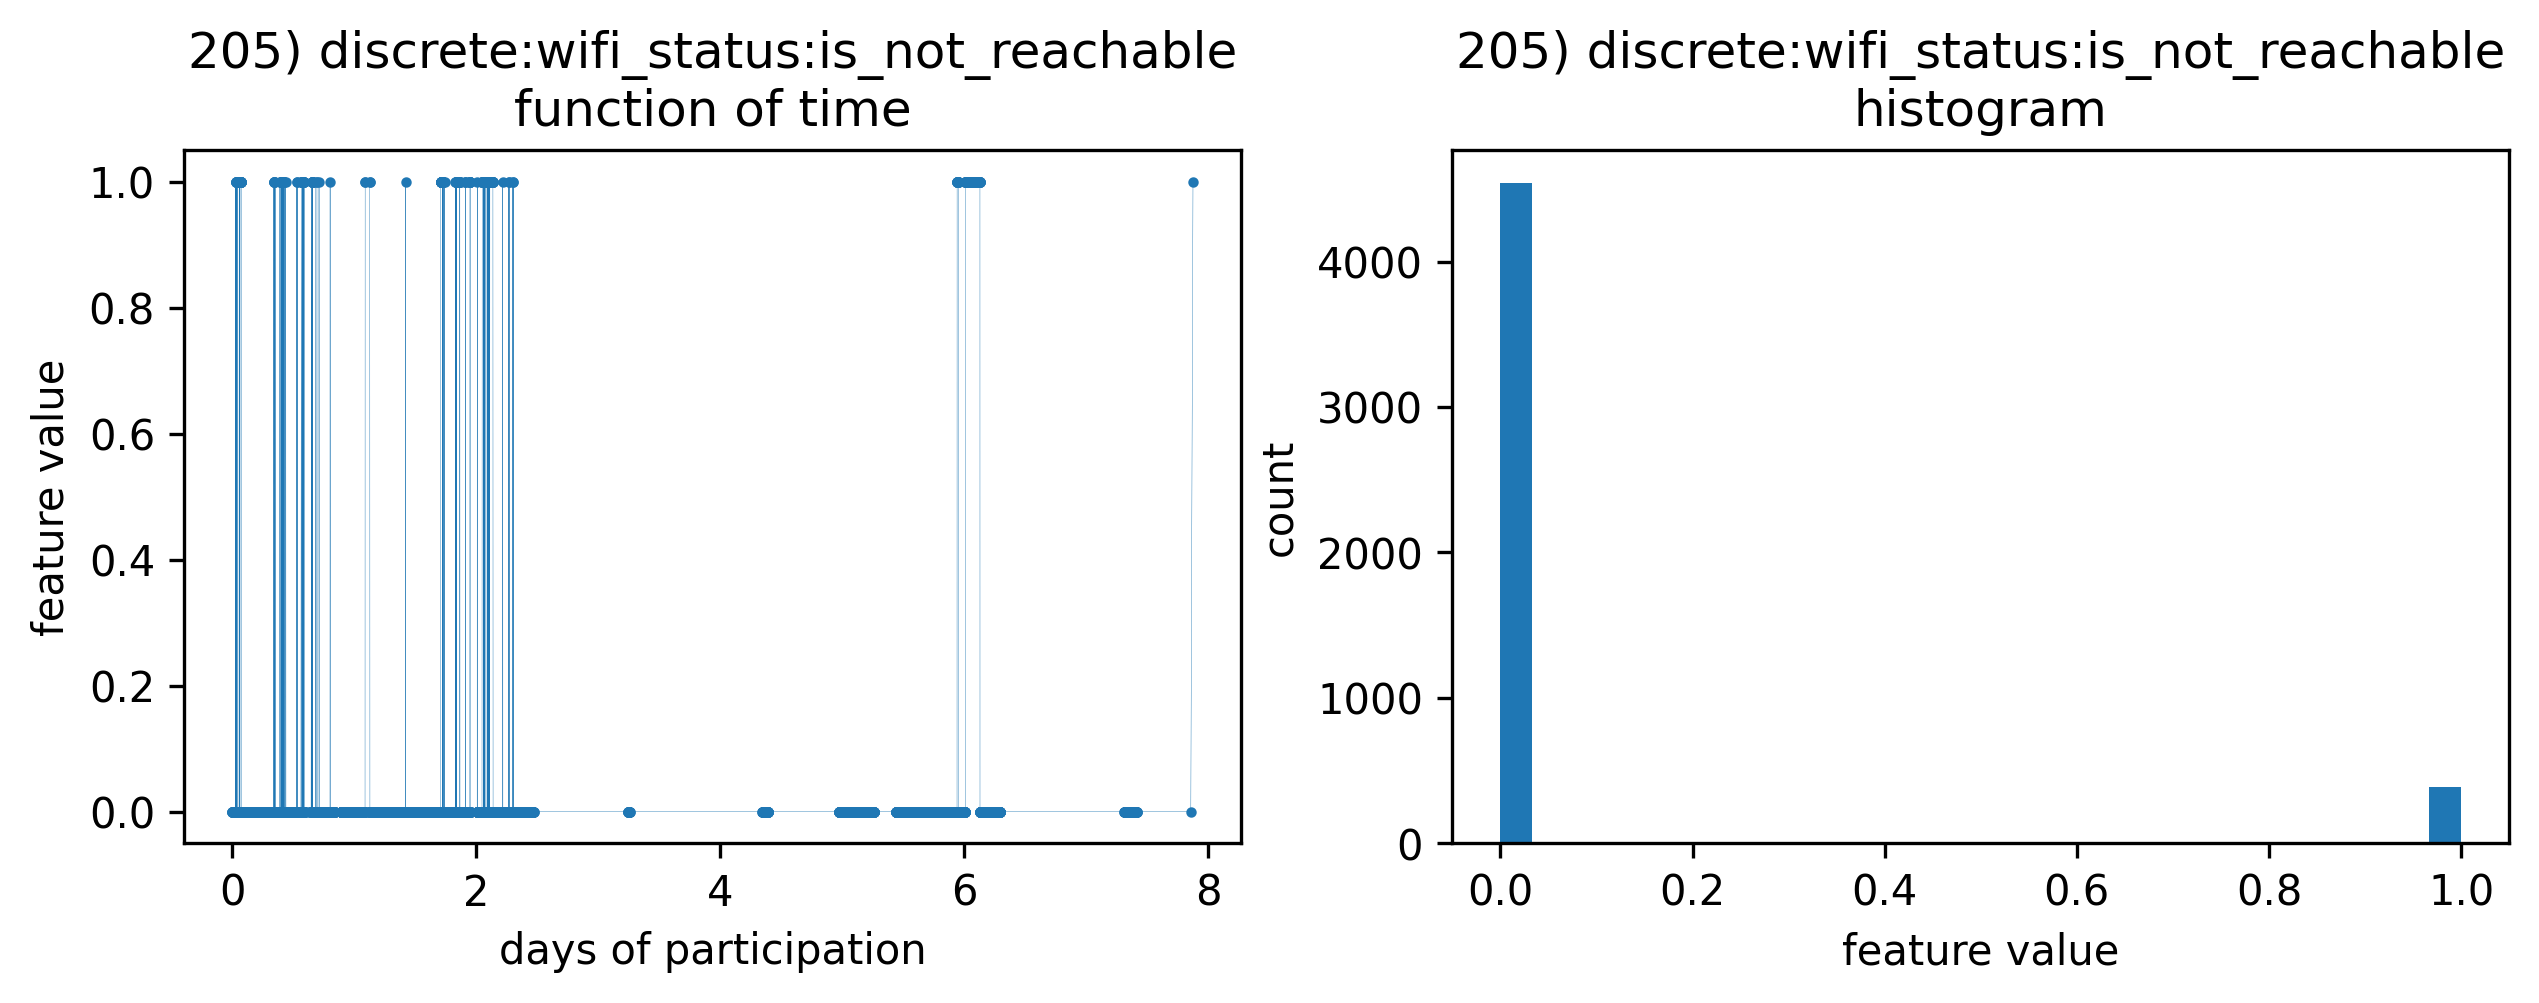 205) discrete:wifi_status:is_not_reachable
function of time
1.0
0.8
0.6
0.4
0.2
0.0
feature value
0
2
4
6
8
days of participation
205) discrete:wifi_status:is_not_reachable
histogram
4000
3000
2000
1000
0
count
0.0
0.2
0.4
0.6
0.8
1.0
feature value